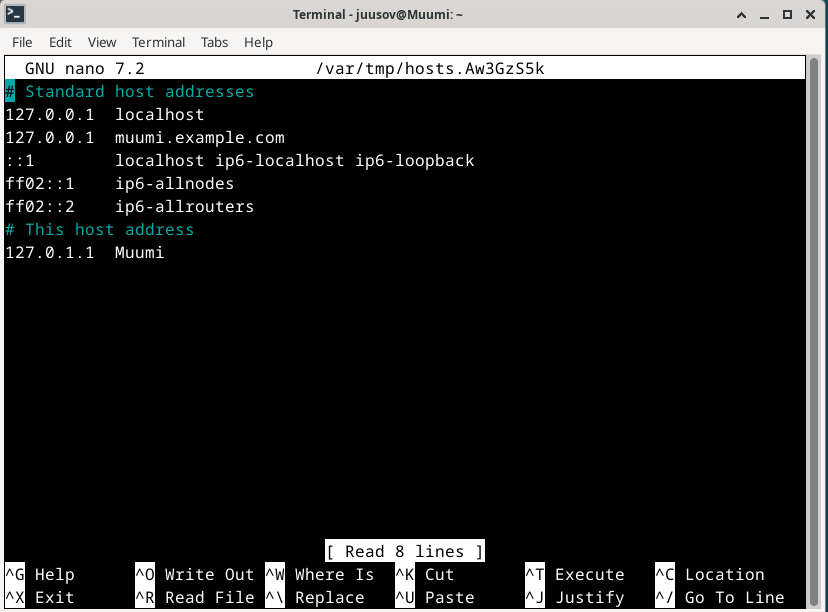 Terminal - juusov@Muumi: ~
File Edit View Terminal Tabs Help
GNU nano 7.2 /var/tmp/hosts.Aw3GzS5k
# Standard host addresses
127.0.0.1 localhost
127.0.0.1 muumi.example.com
::1 localhost ip6-localhost ip6-loopback
ff02::1 ip6-allnodes
ff02::2 ip6-allrouters
# This host address
127.0.1.1 Muumi
[ Read 8 lines ]
^G Help ^O Write Out ^W Where Is ^K Cut ^T Execute ^C Location
^X Exit ^R Read File ^\ Replace ^U Paste ^J Justify ^/ Go To Line